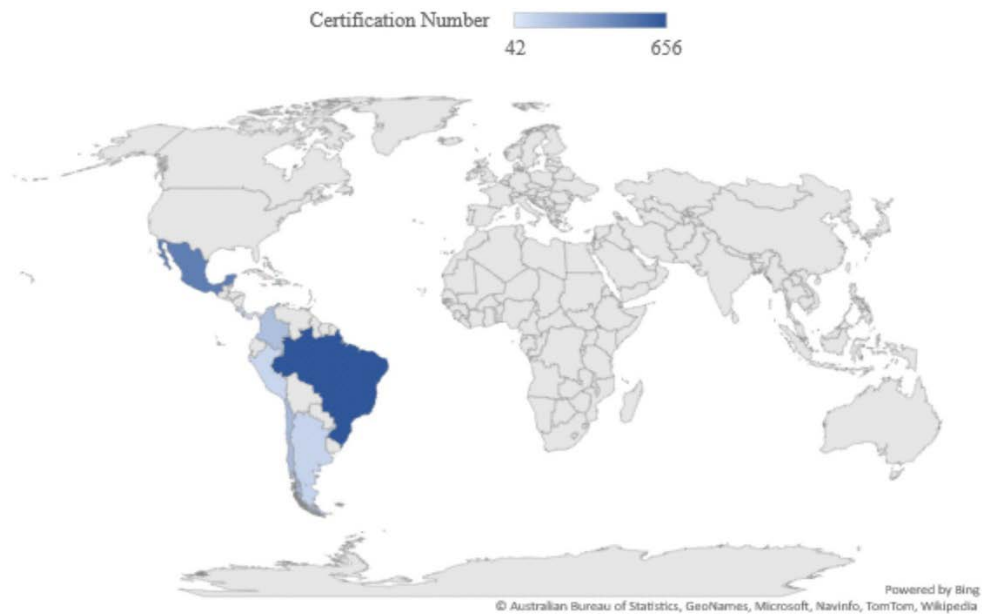 Certification Number
42 656
Powered by Bing
© Australian Bureau of Statistics, GeoNames, Microsoft, Navinfo, TomTom, Wikipedia